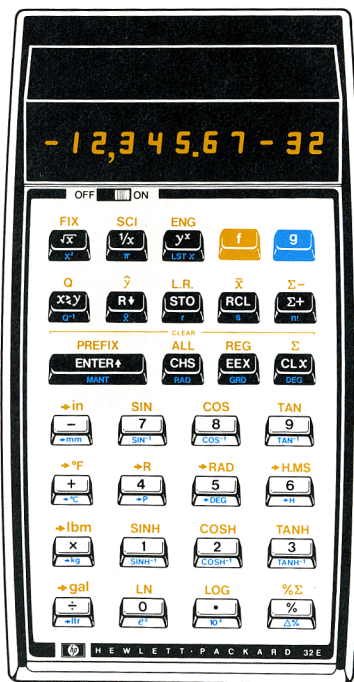 -12,345.67-32
OFF ON
FIX SCI ENG
√x 1/x yˣ f g
x² π LST X
Q ŷ L.R. x̄ Σ−
x≷y R↓ STO RCL Σ+
Q⁻¹ x̂ r s n!
CLEAR
PREFIX ALL REG Σ
ENTER↑ CHS EEX CLX
MANT RAD GRD DEG
→in SIN COS TAN
− 7 8 9
→mm SIN⁻¹ COS⁻¹ TAN⁻¹
→°F →R →RAD →H.MS
+ 4 5 6
→°C →P →DEG →H
→lbm SINH COSH TANH
× 1 2 3
→kg SINH⁻¹ COSH⁻¹ TANH⁻¹
→gal LN LOG %Σ
÷ 0 • %
→ltr eˣ 10ˣ Δ%
hp HEWLETT·PACKARD 32E